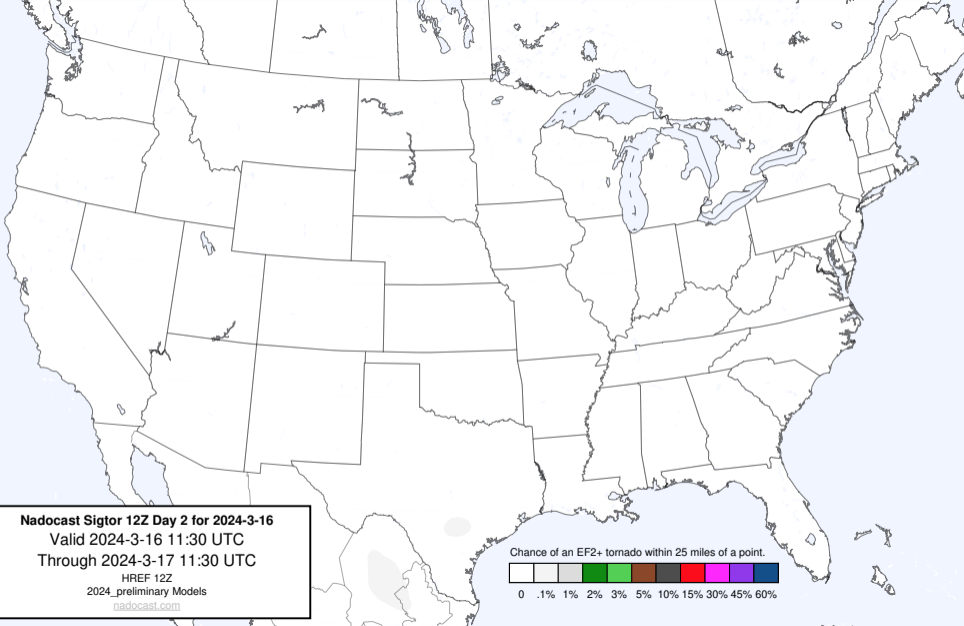 Nadocast Sigtor 12Z Day 2 for 2024-3-16
Valid 2024-3-16 11:30 UTC
Through 2024-3-17 11:30 UTC
HREF 12Z
2024_preliminary Models
nadocast.com
Chance of an EF2+ tornado within 25 miles of a point.
0 .1% 1% 2% 3% 5% 10% 15% 30% 45% 60%